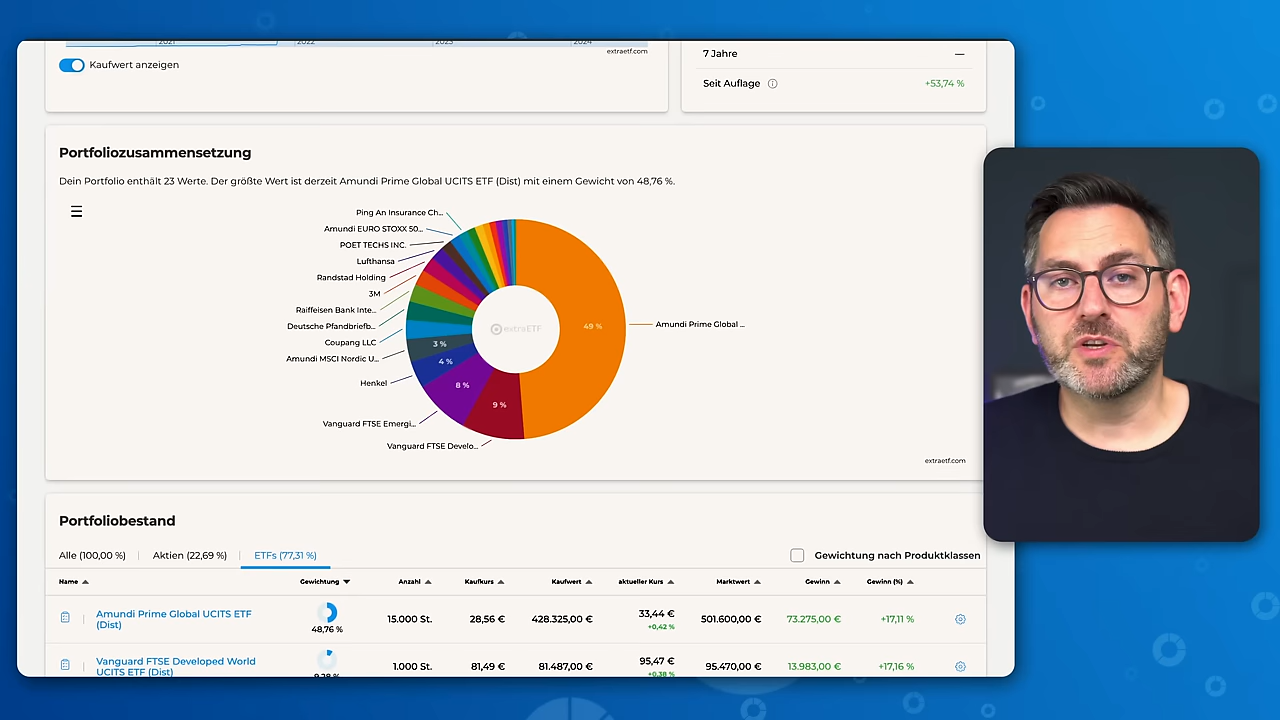 2021 2022 2023 2024
extraetf.com
Kaufwert anzeigen
7 Jahre —
Seit Auflage +53,74 %
Portfoliozusammensetzung
Dein Portfolio enthält 23 Werte. Der größte Wert ist derzeit Amundi Prime Global UCITS ETF (Dist) mit einem Gewicht von 48,76 %.
Ping An Insurance Ch...
Amundi EURO STOXX 50...
POET TECHS INC.
Lufthansa
Randstad Holding
3M
Raiffeisen Bank Inte...
Deutsche Pfandbriefb...
Coupang LLC
Amundi MSCI Nordic U...
Henkel
Vanguard FTSE Emergi...
Vanguard FTSE Develo...
Amundi Prime Global ...
49 %
3 %
4 %
8 %
9 %
extraETF
extraetf.com
Portfoliobestand
Alle (100,00 %) Aktien (22,69 %) ETFs (77,31 %) Gewichtung nach Produktklassen
Name Gewichtung Anzahl Kaufkurs Kaufwert aktueller Kurs Marktwert Gewinn Gewinn (%)
Amundi Prime Global UCITS ETF
(Dist)
48,76 %
15.000 St. 28,56 € 428.325,00 € 33,44 € 501.600,00 € 73.275,00 € +17,11 %
+0,42 %
Vanguard FTSE Developed World
UCITS ETF (Dist)
9,28 %
1.000 St. 81,49 € 81.487,00 € 95,47 € 95.470,00 € 13.983,00 € +17,16 %
+0,38 %